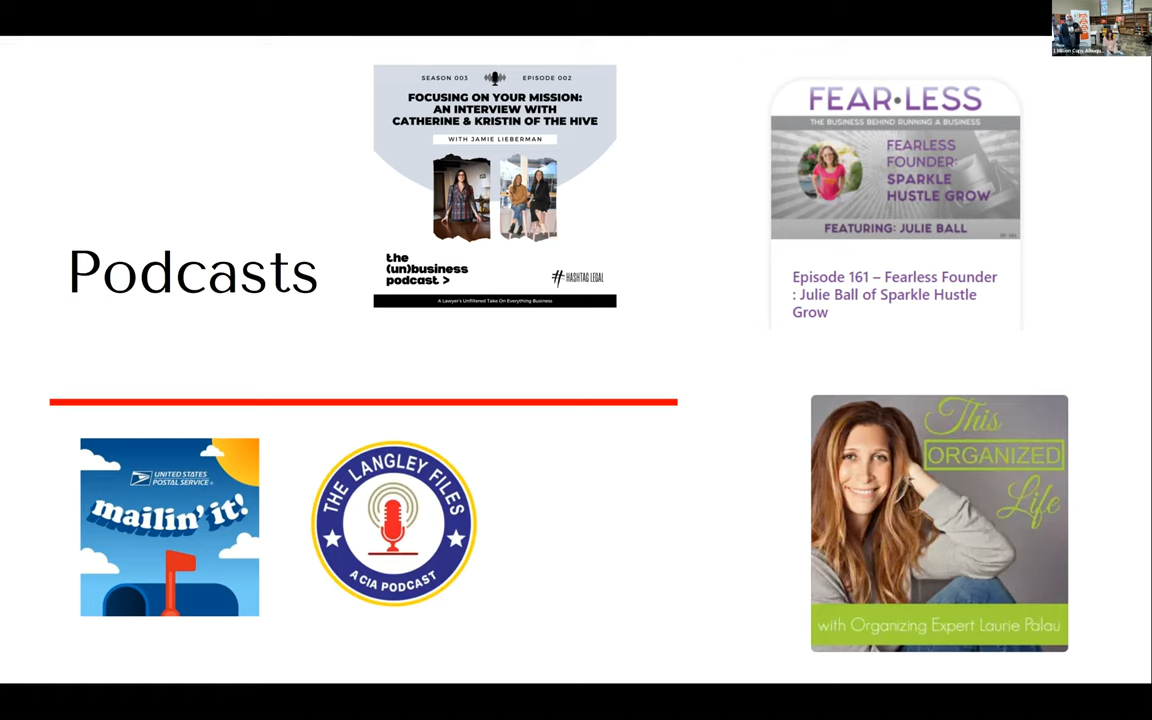 1 Million Cups Albuqu...
Podcasts
SEASON 003
EPISODE 002
FOCUSING ON YOUR MISSION:
AN INTERVIEW WITH
CATHERINE & KRISTIN OF THE HIVE
WITH JAMIE LIEBERMAN
the
(un)business
podcast >
# HASHTAG LEGAL
A Lawyer's Unfiltered Take On Everything Business
FEAR•LESS
THE BUSINESS BEHIND RUNNING A BUSINESS
FEARLESS
FOUNDER:
SPARKLE
HUSTLE GROW
FEATURING: JULIE BALL
Episode 161 – Fearless Founder
: Julie Ball of Sparkle Hustle
Grow
UNITED STATES
POSTAL SERVICE®
mailin' it!
THE LANGLEY FILES
A CIA PODCAST
This
ORGANIZED
Life
with Organizing Expert Laurie Palau